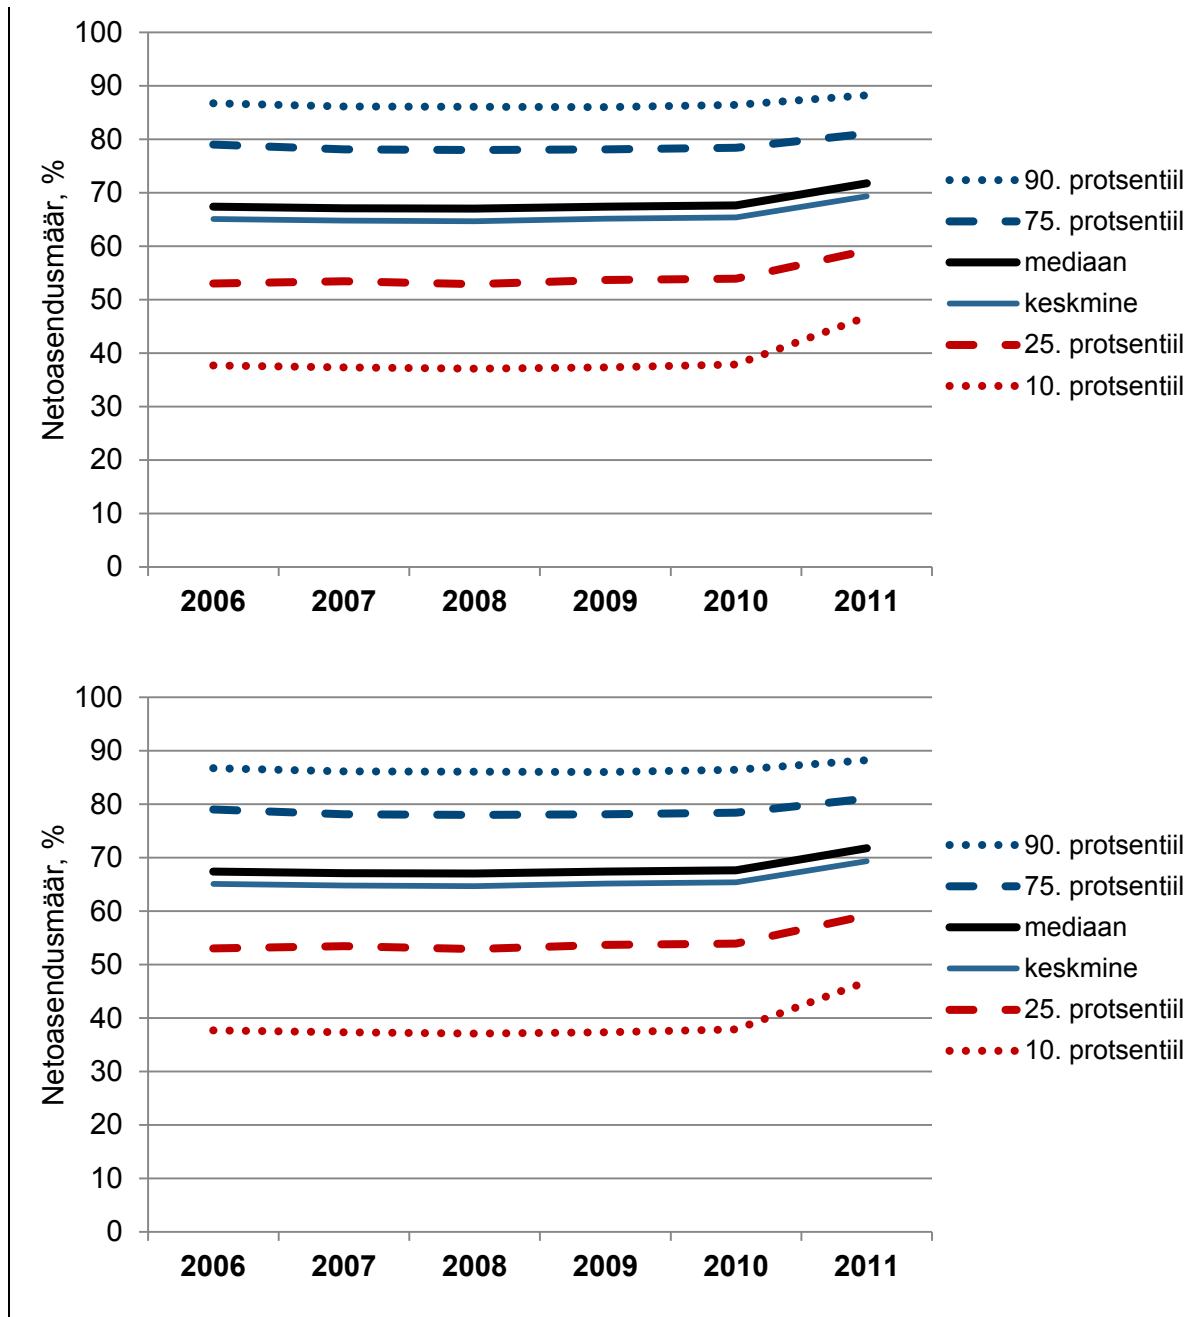 100
90
80
70
60
50
40
30
20
10
0
Netoasendusmäär, %
2006 2007 2008 2009 2010 2011
90. protsentiil
75. protsentiil
mediaan
keskmine
25. protsentiil
10. protsentiil
100
90
80
70
60
50
40
30
20
10
0
Netoasendusmäär, %
2006 2007 2008 2009 2010 2011
90. protsentiil
75. protsentiil
mediaan
keskmine
25. protsentiil
10. protsentiil